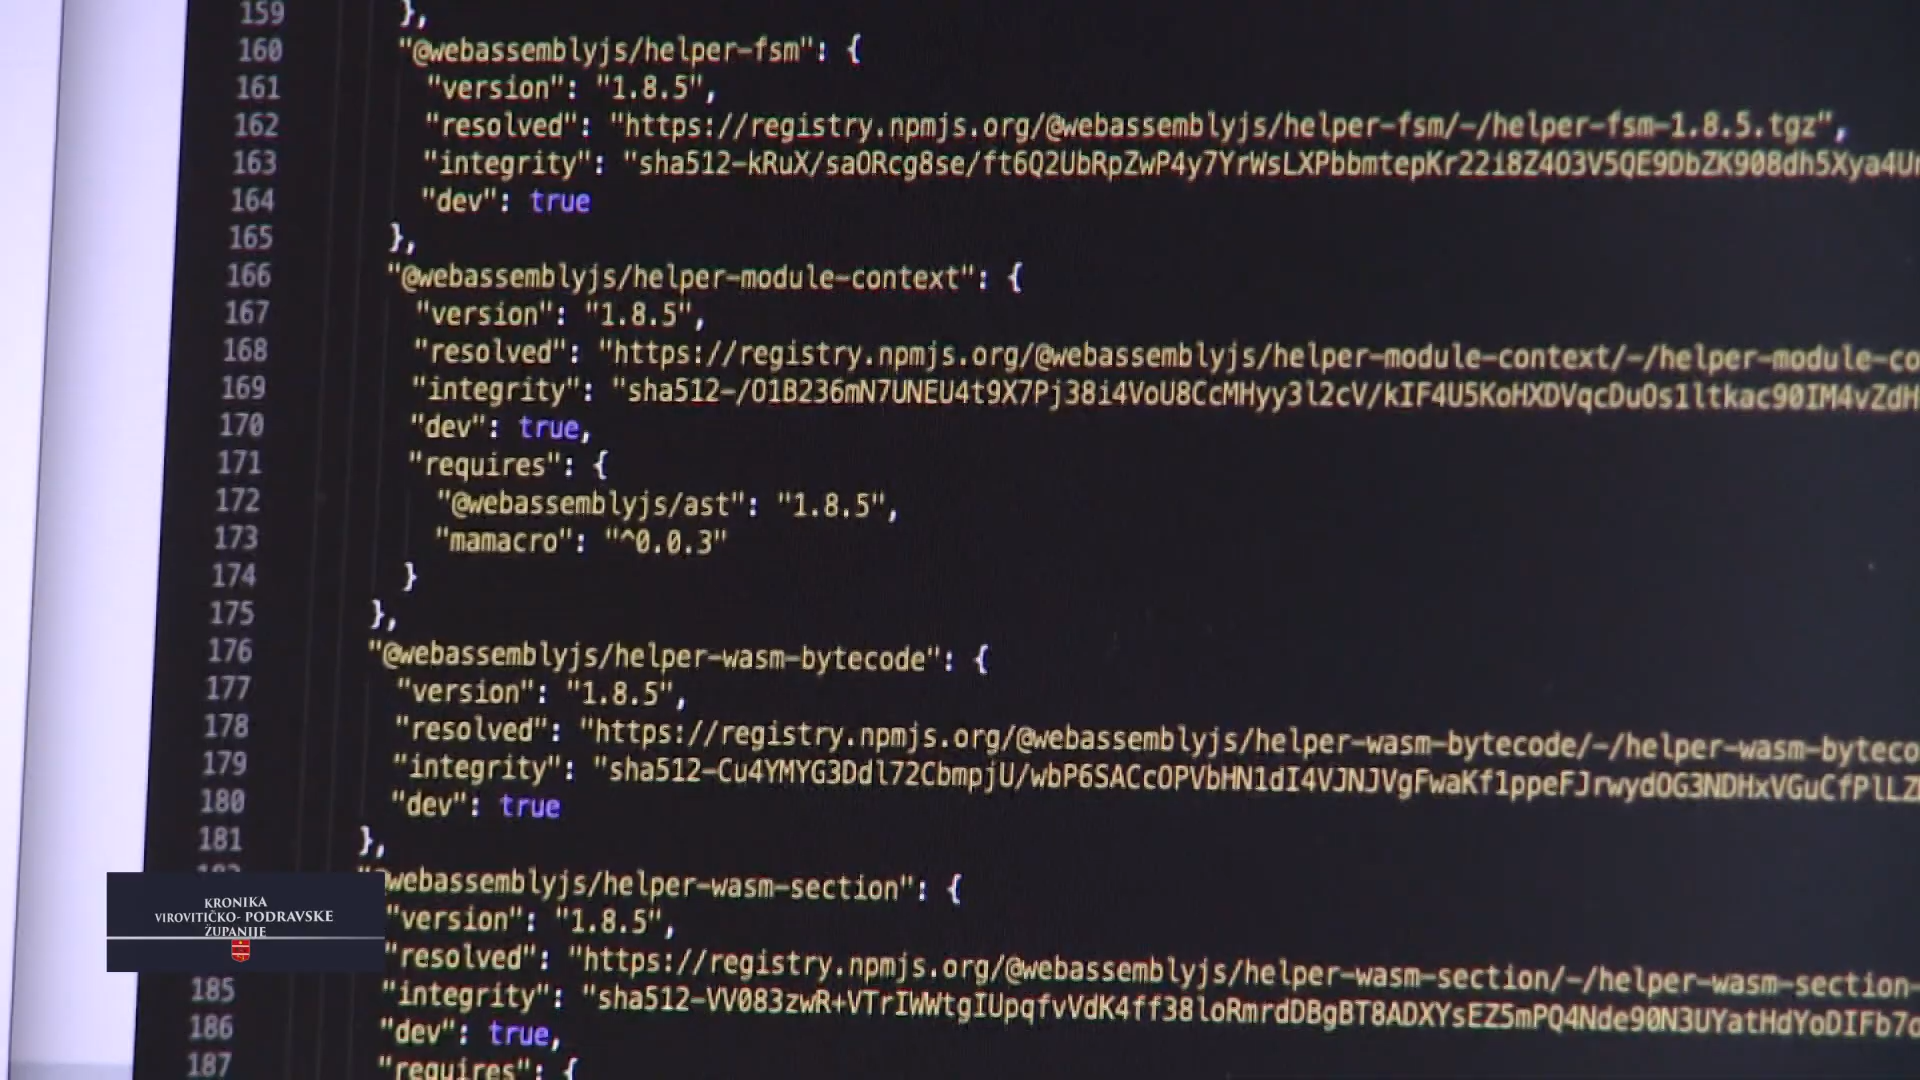 159 },
160 "@webassemblyjs/helper-fsm": {
161 "version": "1.8.5",
162 "resolved": "https://registry.npmjs.org/@webassemblyjs/helper-fsm/-/helper-fsm-1.8.5.tgz",
163 "integrity": "sha512-kRuX/saORcg8se/ft6Q2UbRpZwP4y7YrWsLXPbbmtepKr22i8Z4O3V5QE9DbZK908dh5Xya4Un
164 "dev": true
165 },
166 "@webassemblyjs/helper-module-context": {
167 "version": "1.8.5",
168 "resolved": "https://registry.npmjs.org/@webassemblyjs/helper-module-context/-/helper-module-co
169 "integrity": "sha512-/O1B236mN7UNEU4t9X7Pj38i4VoU8CcMHyy3l2cV/kIF4U5KoHXDVqcDuOs1ltkac90IM4vZdH
170 "dev": true,
171 "requires": {
172 "@webassemblyjs/ast": "1.8.5",
173 "mamacro": "^0.0.3"
174 }
175 },
176 "@webassemblyjs/helper-wasm-bytecode": {
177 "version": "1.8.5",
178 "resolved": "https://registry.npmjs.org/@webassemblyjs/helper-wasm-bytecode/-/helper-wasm-byteco
179 "integrity": "sha512-Cu4YMYG3Ddl72CbmpjU/wbP6SACcOPVbHN1dI4VJNJVgFwaKf1ppeFJrwydOG3NDHxVGuCfPlLZ
180 "dev": true
181 },
@webassemblyjs/helper-wasm-section": {
"version": "1.8.5",
"resolved": "https://registry.npmjs.org/@webassemblyjs/helper-wasm-section/-/helper-wasm-section-
185 "integrity": "sha512-VV083zwR+VTrIWWtgIUpqfvVdK4ff38loRmrdDBgBT8ADXYsEZ5mPQ4Nde90N3UYatHdYoDIFb7o
186 "dev": true,
187 "requires": {
KRONIKA
VIROVITIČKO- PODRAVSKE
ŽUPANIJE